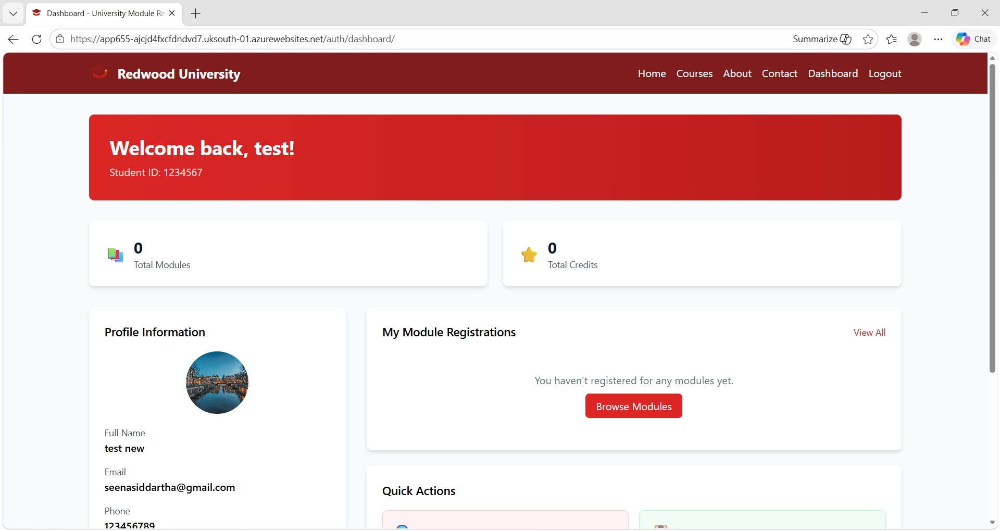 Dashboard - University Module Re
https://app655-ajcjd4fxcfdndvd7.uksouth-01.azurewebsites.net/auth/dashboard/
Summarize
Chat
Redwood University
Home Courses About Contact Dashboard Logout
Welcome back, test!
Student ID: 1234567
0
Total Modules
0
Total Credits
Profile Information
Full Name
test new
Email
seenasiddartha@gmail.com
Phone
123456789
My Module Registrations
View All
You haven't registered for any modules yet.
Browse Modules
Quick Actions